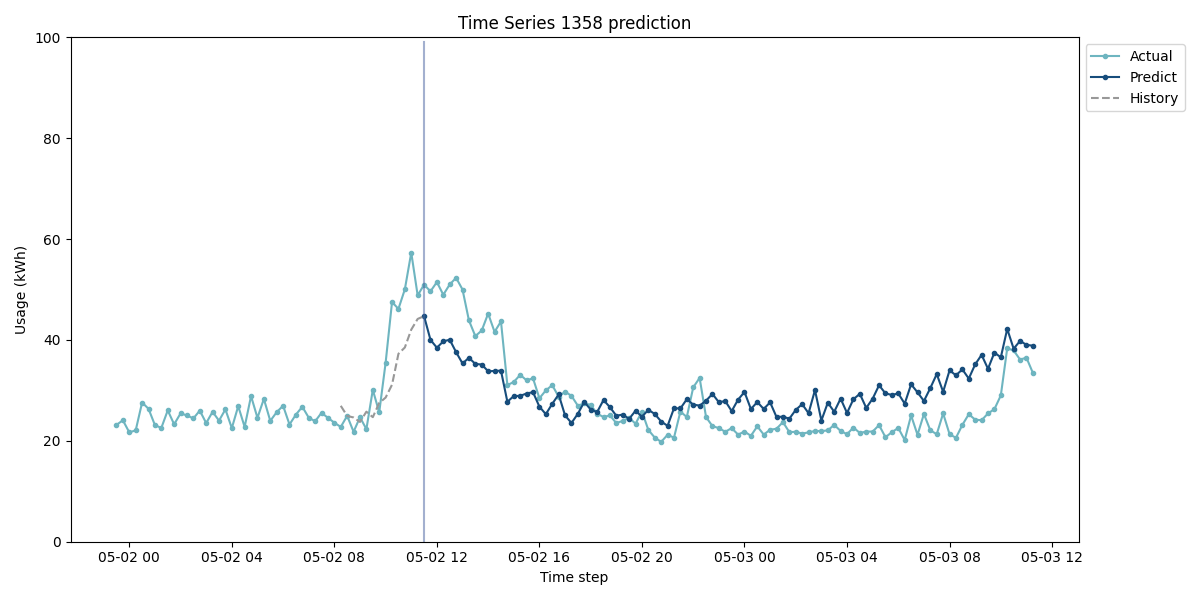 Time Series 1358 prediction
Usage (kWh)
100
80
60
40
20
0
05-02 00
05-02 04
05-02 08
05-02 12
05-02 16
05-02 20
05-03 00
05-03 04
05-03 08
05-03 12
Time step
Actual
Predict
History